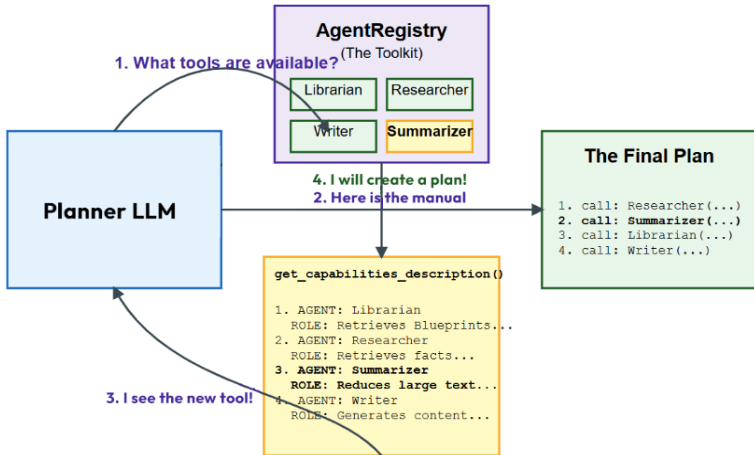 AgentRegistry
(The Toolkit)
1. What tools are available?
Librarian
Researcher
Writer
Summarizer
Planner LLM
4. I will create a plan!
2. Here is the manual
The Final Plan
1. call: Researcher(...)
2. call: Summarizer(...)
3. call: Librarian(...)
4. call: Writer(...)
get_capabilities_description()
1. AGENT: Librarian
ROLE: Retrieves Blueprints...
2. AGENT: Researcher
ROLE: Retrieves facts...
3. AGENT: Summarizer
ROLE: Reduces large text...
4. AGENT: Writer
ROLE: Generates content...
3. I see the new tool!